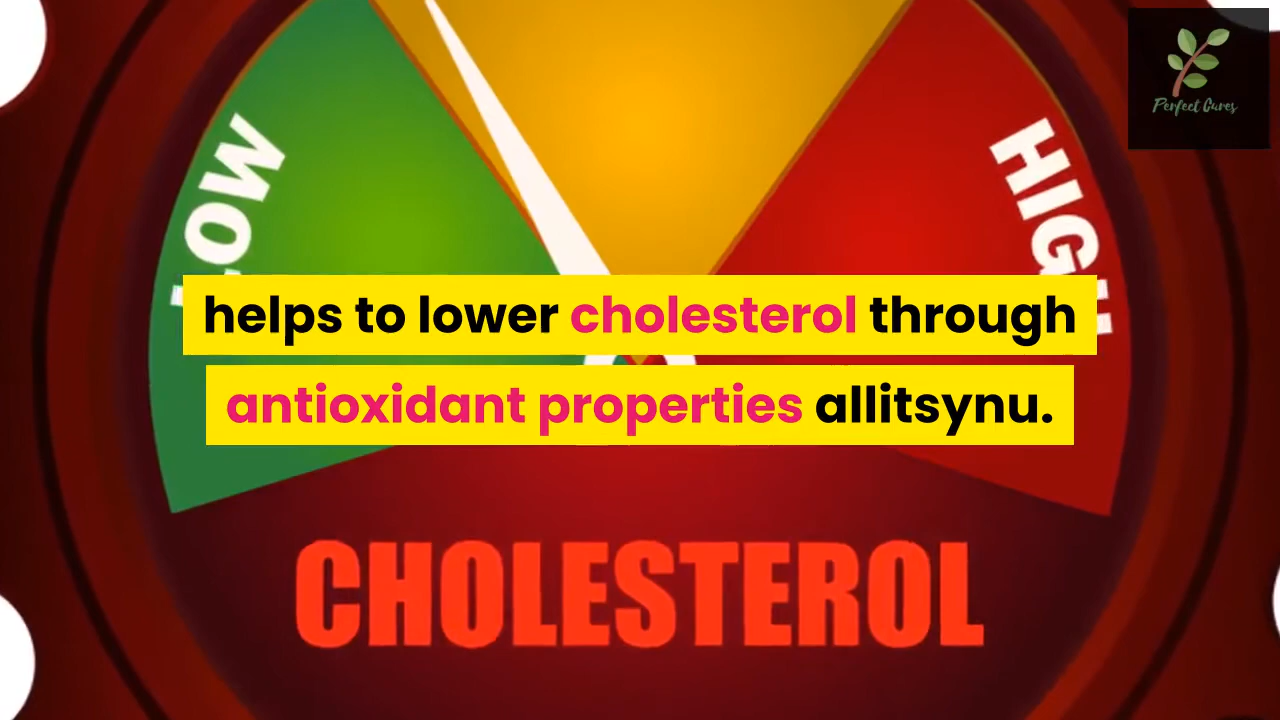 Perfect Cures
LOW
HIGH
helps to lower cholesterol through
antioxidant properties allitsynu.
CHOLESTEROL